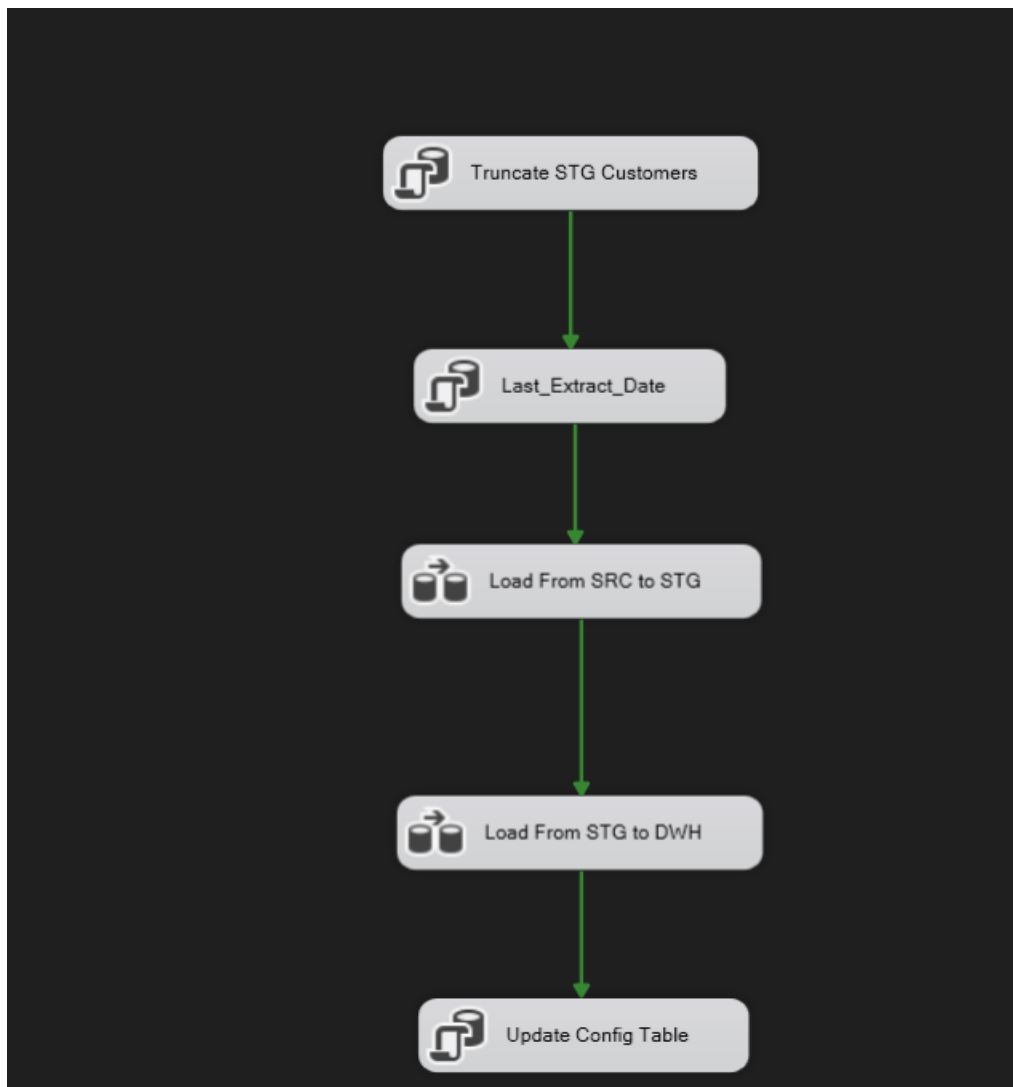 Truncate STG Customers
Last_Extract_Date
Load From SRC to STG
Load From STG to DWH
Update Config Table